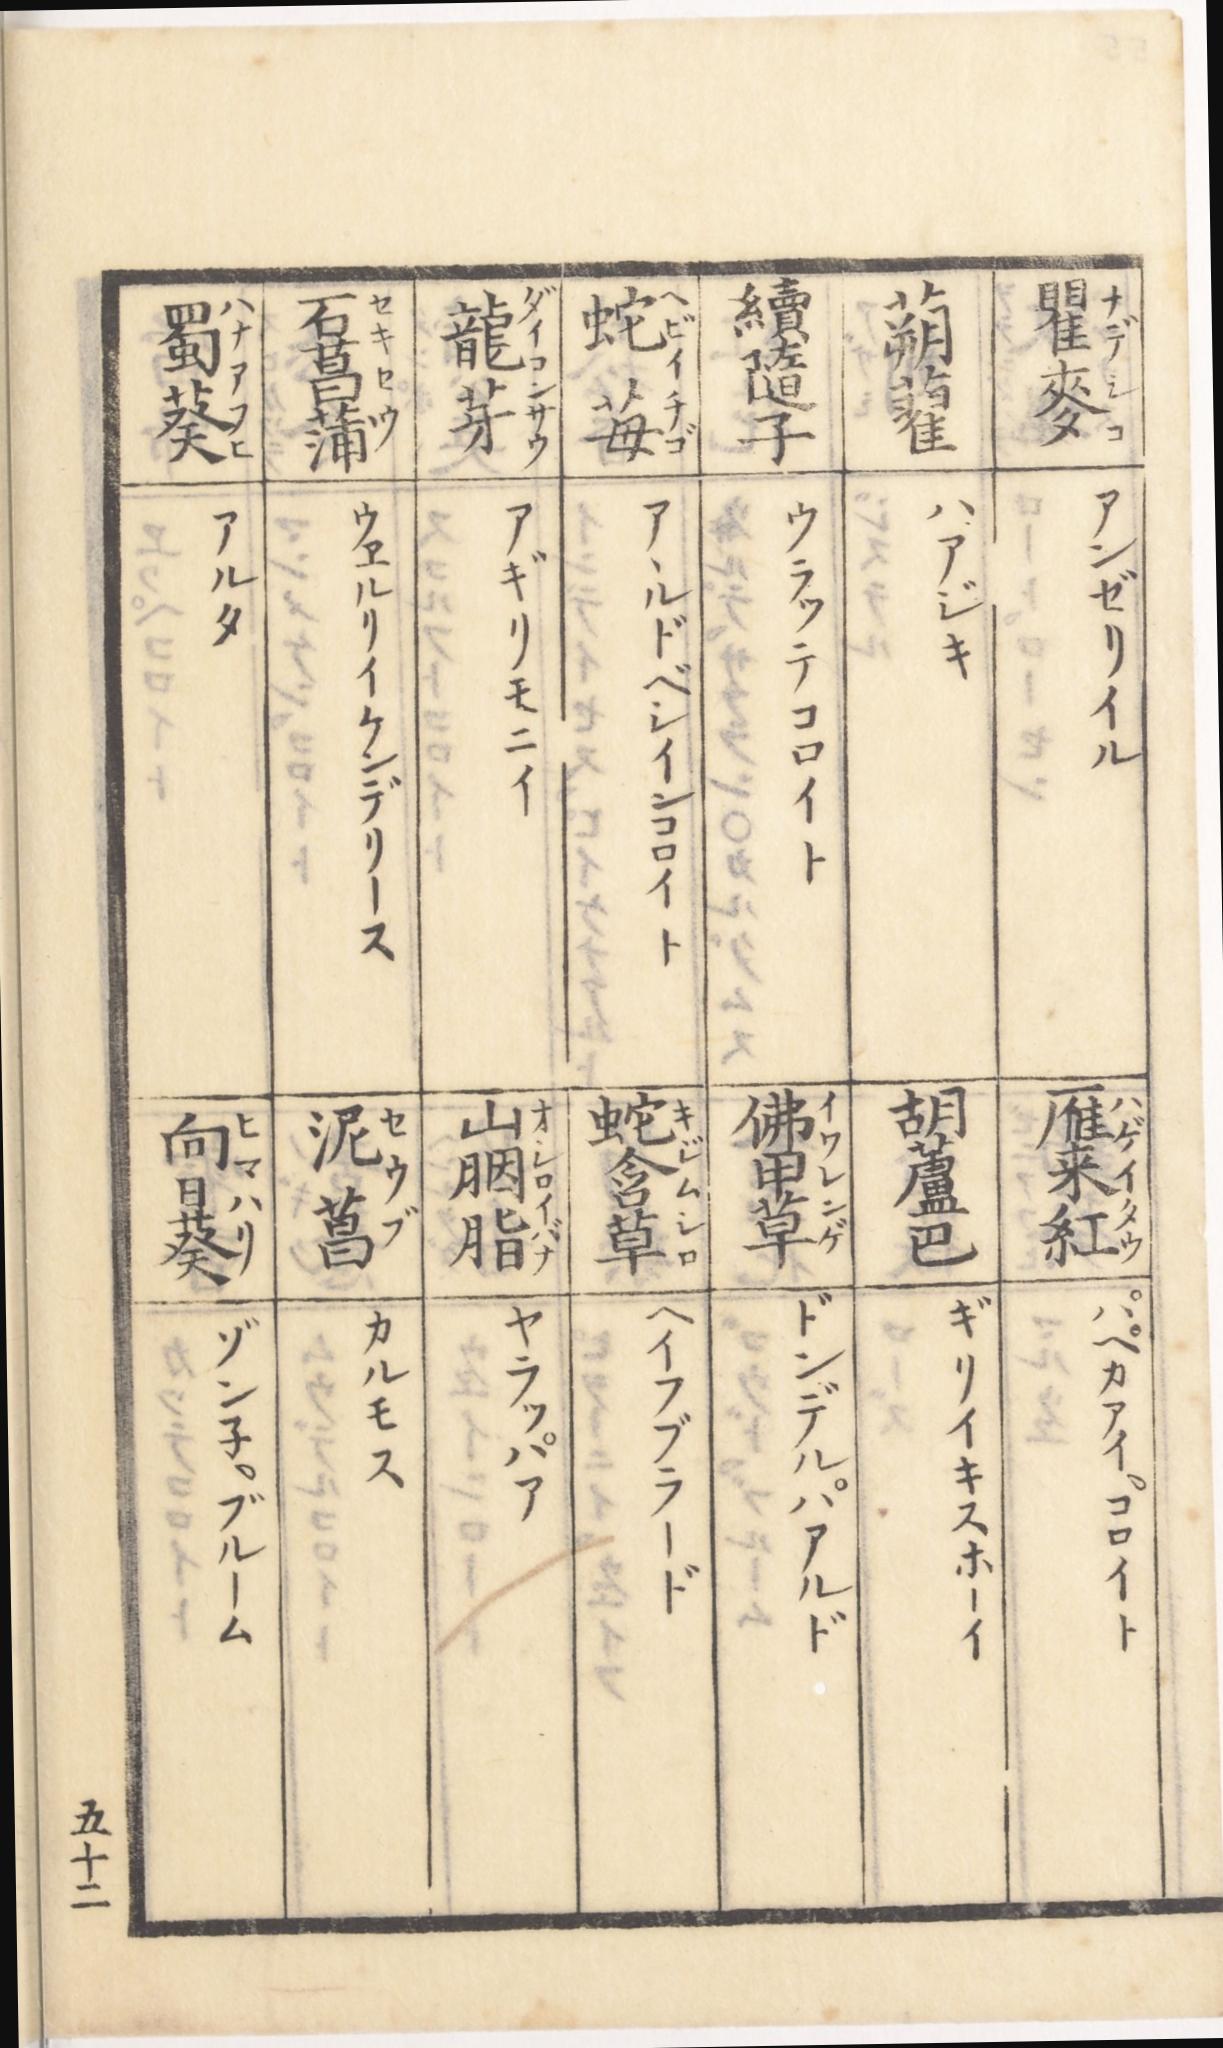 瞿麥 ナデシコ
アンゼリイル
雁来紅 ハゲイタウ
パペカアイ。コロイト
蒴藋
ハアジキ
胡蘆巴
ギリイキスホーイ
續隨子
ウラッテコロイト
佛甲草 イワレンゲ
ドンデルパアルド
蛇莓 ヘビイチゴ
アヽルドベシインコロイト
蛇含草 キジムシロ
ヘイフブラード
龍芽 ダイコンサウ
アギリモニイ
山胭脂 オシロイバナ
ヤラッパア
石菖蒲 セキセウブ
ウヱルリイケンデリース
泥菖 セウブ
カルモス
蜀葵 ハナアフヒ
アルタ
向日葵 ヒマハリ
ゾン子。ブルーム
五十二